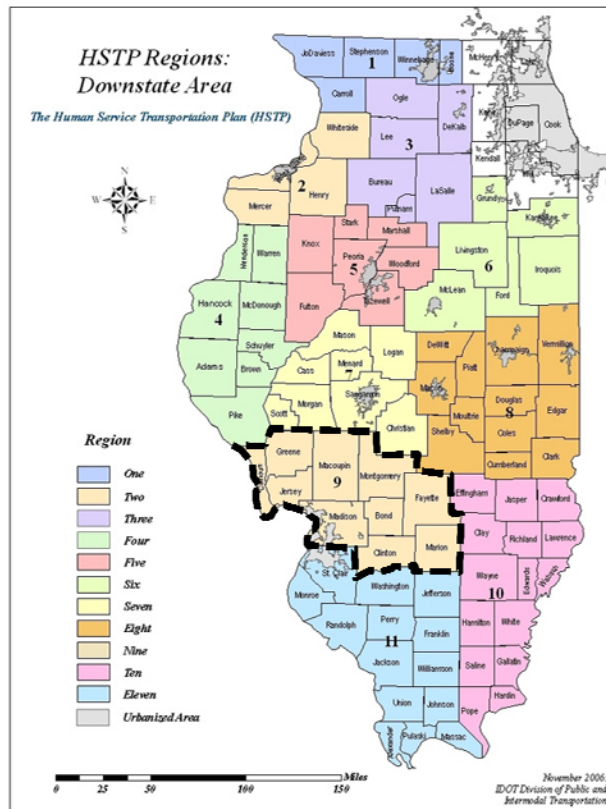 HSTP Regions:
Downstate Area
The Human Service Transportation Plan (HSTP)
N
W E
S
JoDaviess Stephenson Winnebago Boone McHenry Lake
1
Carroll Ogle DeKalb Kane DuPage Cook
Whiteside Lee
3
Kendall Will
2
Henry Bureau LaSalle Grundy
Mercer Putnam Kankakee
Stark Marshall
Henderson Warren Knox Peoria Woodford Livingston
5 6 Iroquois
Hancock McDonough Fulton Tazewell McLean Ford
4
Schuyler Mason Logan DeWitt Champaign Vermilion
Adams Brown Cass Menard Piatt
7
Macon
Sangamon Douglas
Pike Scott Morgan Christian Moultrie 8 Edgar
Shelby Coles
Greene Macoupin Montgomery Cumberland Clark
Calhoun 9 Fayette Effingham Jasper Crawford
Jersey
Madison Bond Clay Richland Lawrence
Clinton Marion
St. Clair Wayne Edwards Wabash
Washington Jefferson 10
Monroe
Randolph Perry Hamilton White
11 Franklin
Jackson Williamson Saline Gallatin
Union Johnson Pope Hardin
Alexander Pulaski Massac
Region
One
Two
Three
Four
Five
Six
Seven
Eight
Nine
Ten
Eleven
Urbanized Area
Miles
0 12.5 25 50 100 150
November 2006
IDOT Division of Public and
Intermodal Transportation